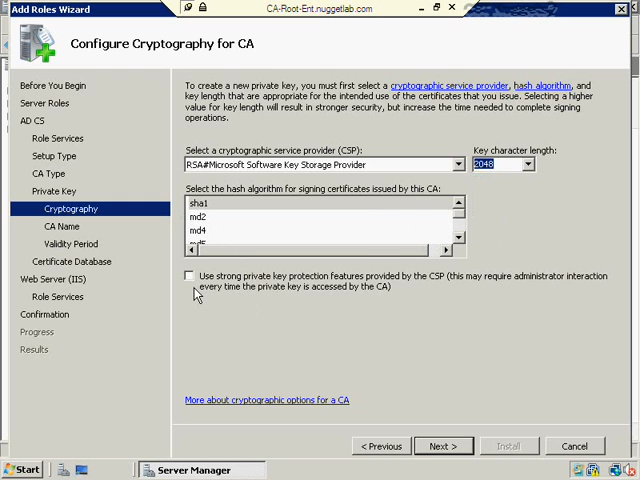 Add Roles Wizard
CA-Root-Ent.nuggetlab.com
Configure Cryptography for CA
Before You Begin
Server Roles
AD CS
Role Services
Setup Type
CA Type
Private Key
Cryptography
CA Name
Validity Period
Certificate Database
Web Server (IIS)
Role Services
Confirmation
Progress
Results
To create a new private key, you must first select a cryptographic service provider, hash algorithm, and
key length that are appropriate for the intended use of the certificates that you issue. Selecting a higher
value for key length will result in stronger security, but increase the time needed to complete signing
operations.
Select a cryptographic service provider (CSP):
Key character length:
RSA#Microsoft Software Key Storage Provider
2048
Select the hash algorithm for signing certificates issued by this CA:
sha1
md2
md4
md5
Use strong private key protection features provided by the CSP (this may require administrator interaction
every time the private key is accessed by the CA)
More about cryptographic options for a CA
< Previous
Next >
Install
Cancel
Start
Server Manager